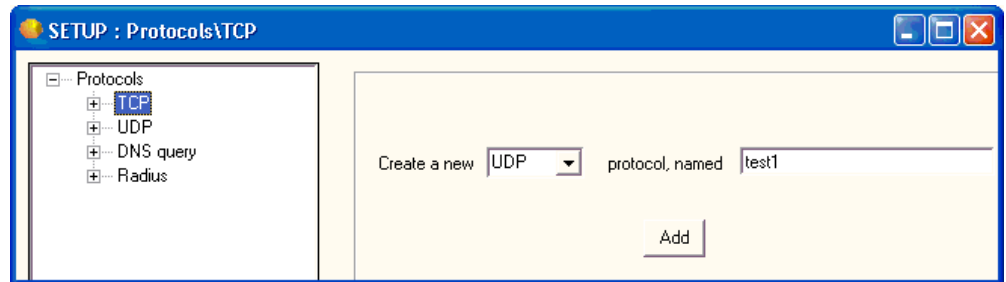 SETUP : Protocols\TCP
Protocols
TCP
UDP
DNS query
Radius
Create a new UDP protocol, named test1
Add